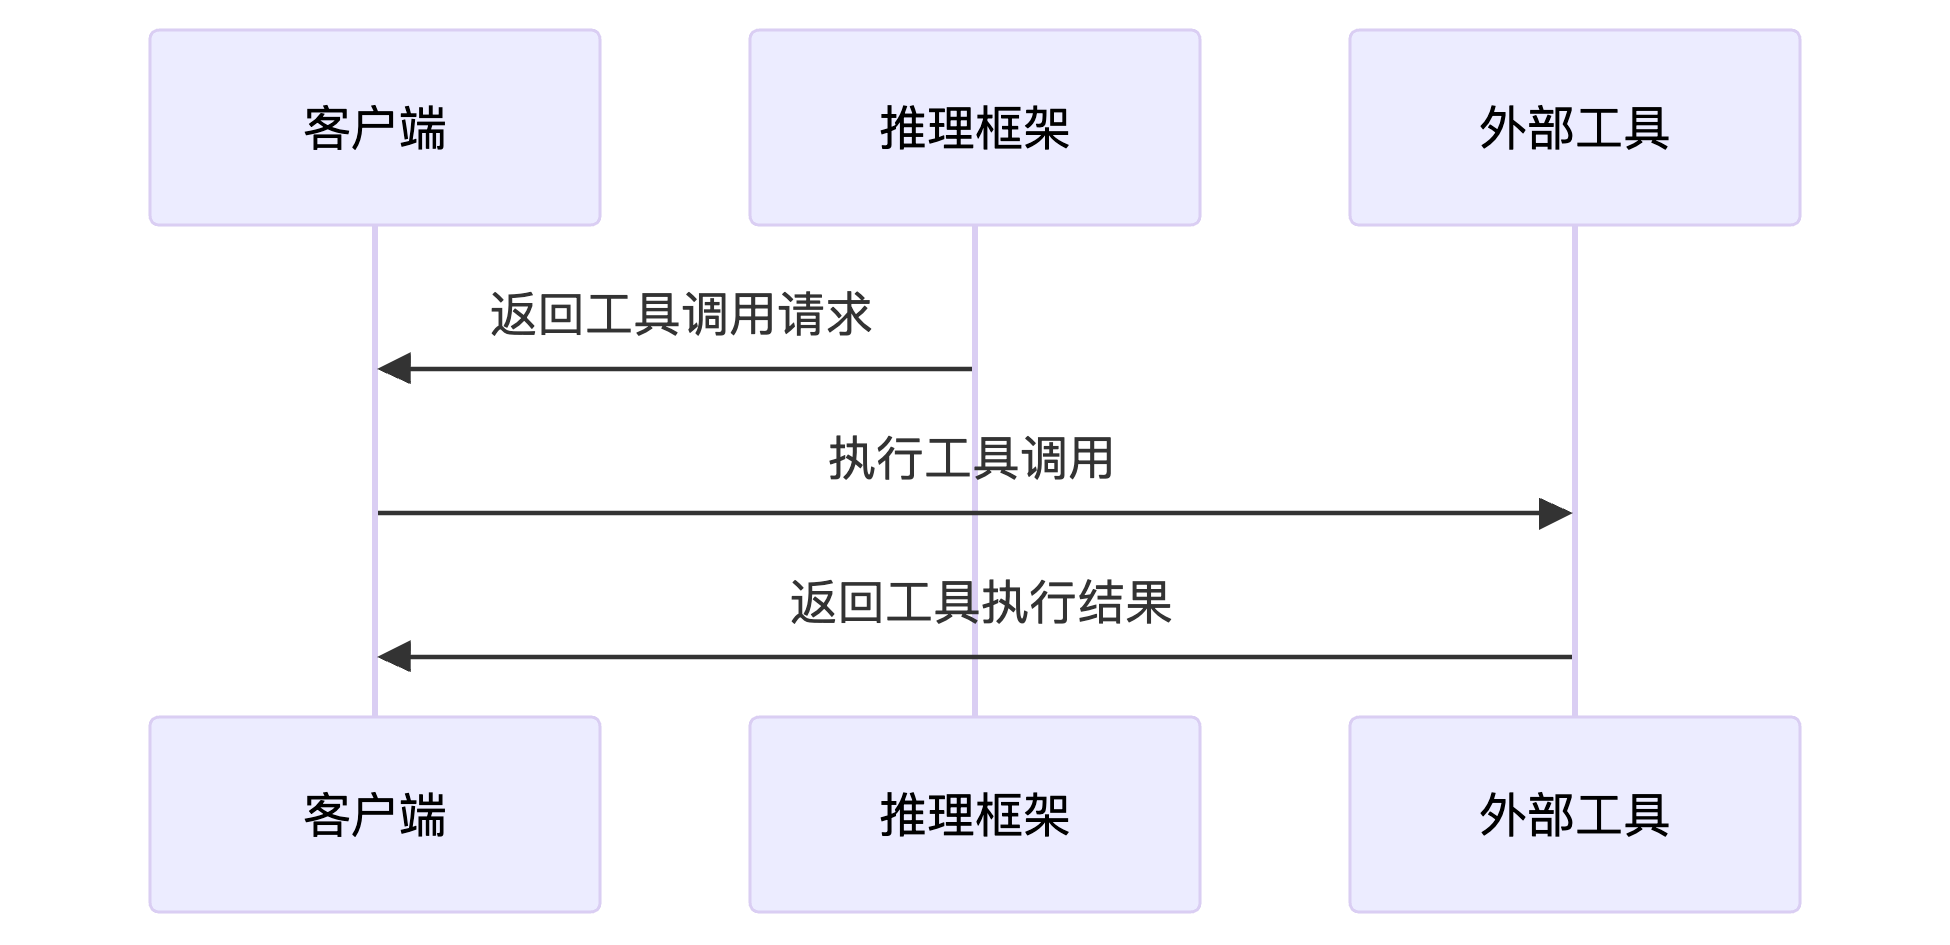 客户端
推理框架
外部工具
返回工具调用请求
执行工具调用
返回工具执行结果
客户端
推理框架
外部工具